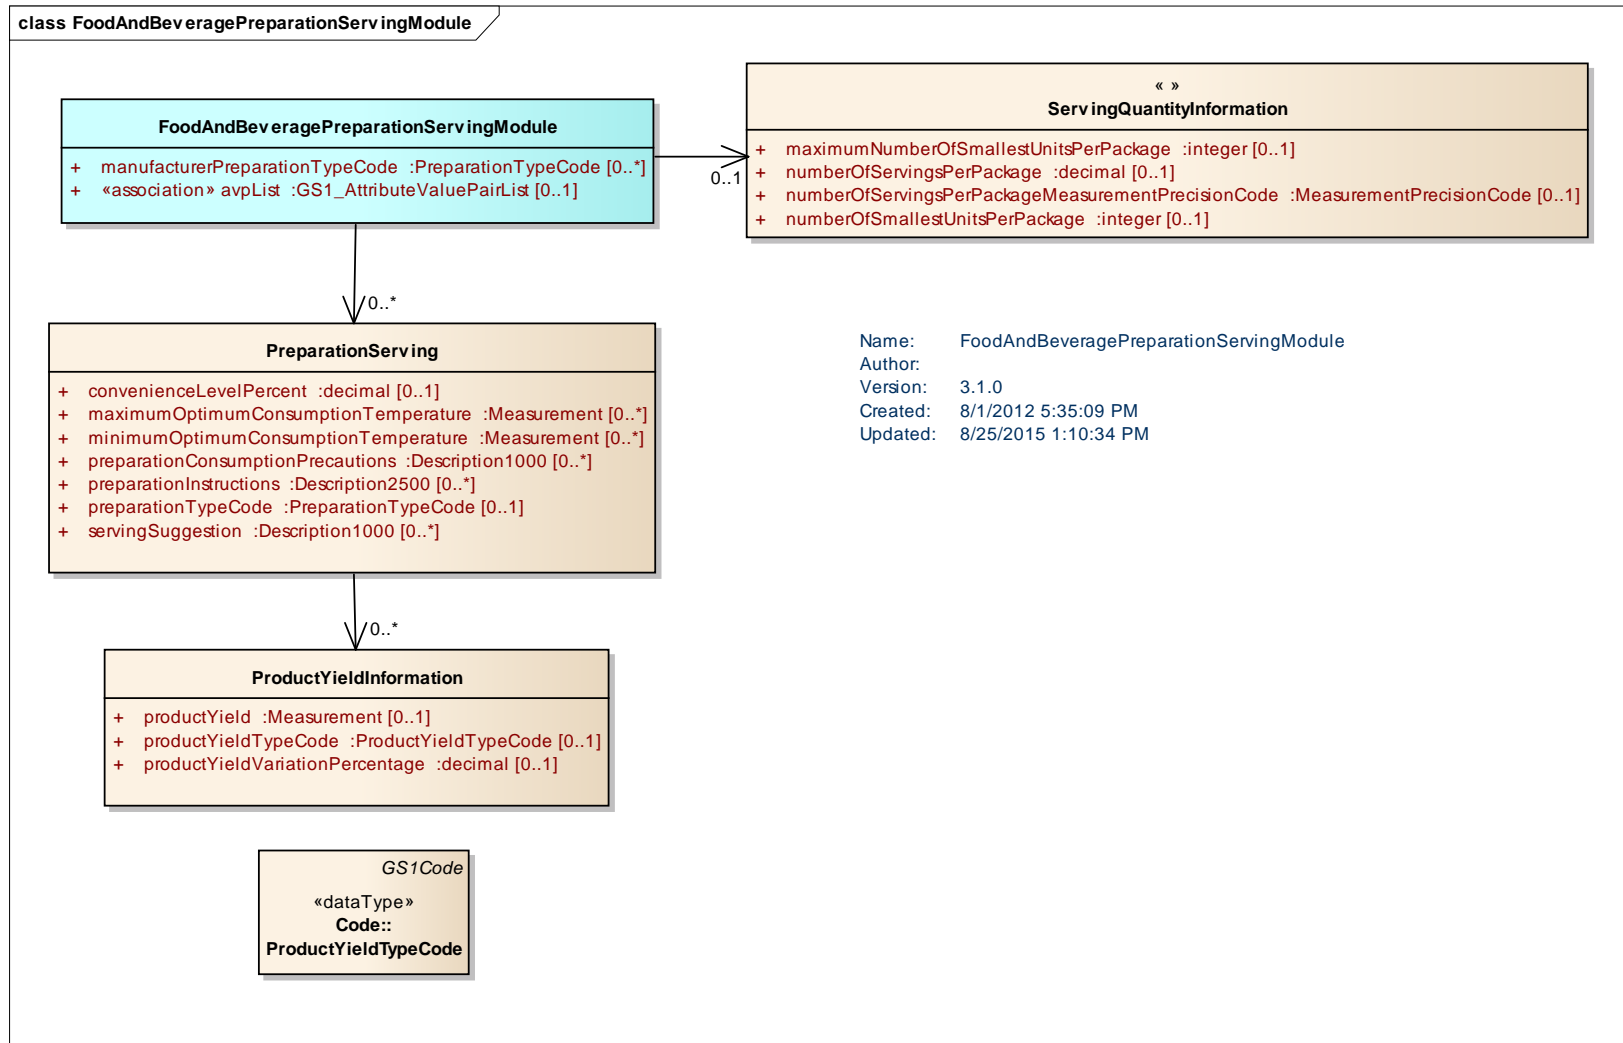 class FoodAndBeveragePreparationServingModule
FoodAndBeveragePreparationServingModule
+ manufacturerPreparationTypeCode :PreparationTypeCode [0..*]
+ «association» avpList :GS1_AttributeValuePairList [0..1]
0..1
« »
ServingQuantityInformation
+ maximumNumberOfSmallestUnitsPerPackage :integer [0..1]
+ numberOfServingsPerPackage :decimal [0..1]
+ numberOfServingsPerPackageMeasurementPrecisionCode :MeasurementPrecisionCode [0..1]
+ numberOfSmallestUnitsPerPackage :integer [0..1]
0..*
PreparationServing
+ convenienceLevelPercent :decimal [0..1]
+ maximumOptimumConsumptionTemperature :Measurement [0..*]
+ minimumOptimumConsumptionTemperature :Measurement [0..*]
+ preparationConsumptionPrecautions :Description1000 [0..*]
+ preparationInstructions :Description2500 [0..*]
+ preparationTypeCode :PreparationTypeCode [0..1]
+ servingSuggestion :Description1000 [0..*]
Name: FoodAndBeveragePreparationServingModule
Author:
Version: 3.1.0
Created: 8/1/2012 5:35:09 PM
Updated: 8/25/2015 1:10:34 PM
0..*
ProductYieldInformation
+ productYield :Measurement [0..1]
+ productYieldTypeCode :ProductYieldTypeCode [0..1]
+ productYieldVariationPercentage :decimal [0..1]
GS1Code
«dataType»
Code::
ProductYieldTypeCode